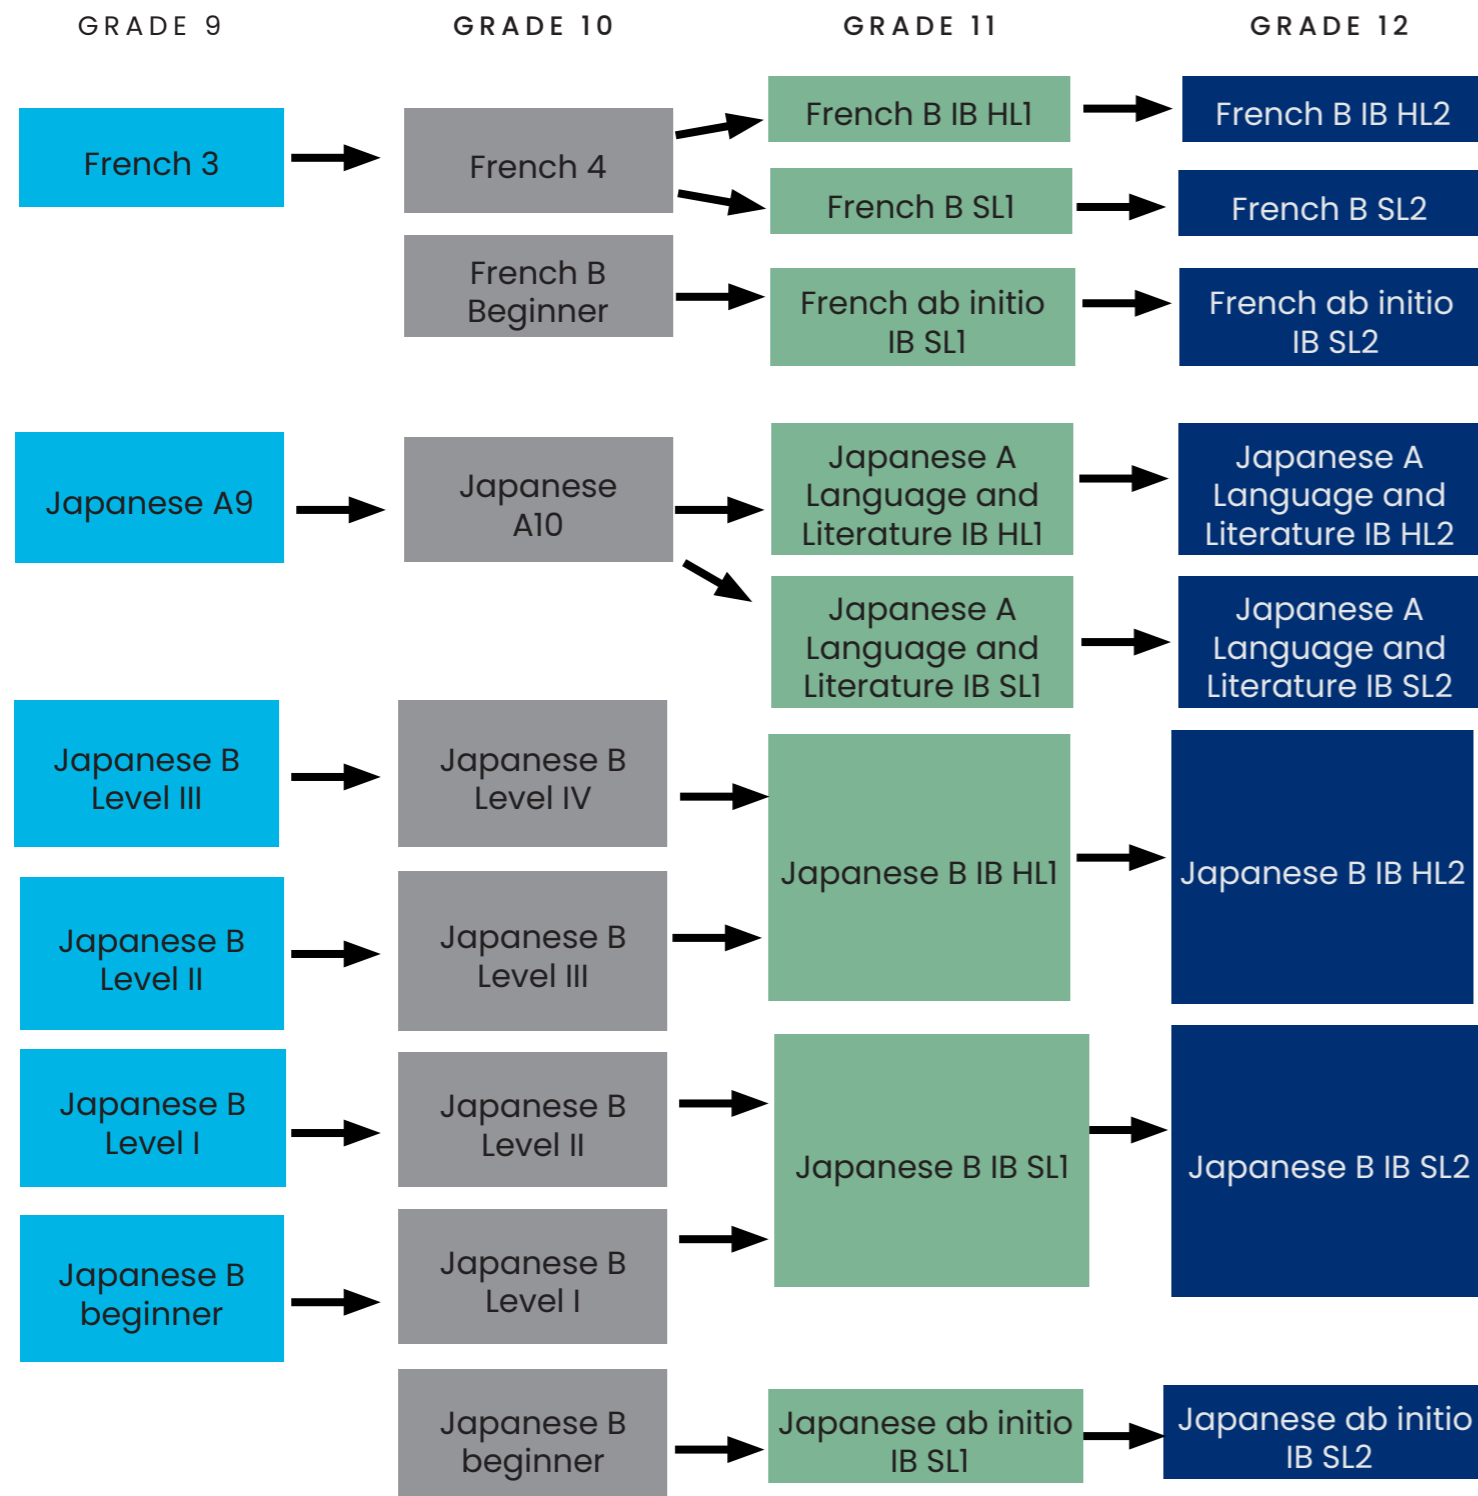 GRADE 9
GRADE 10
GRADE 11
GRADE 12
French 3
French 4
French B IB HL1
French B IB HL2
French B SL1
French B SL2
French B
Beginner
French ab initio
IB SL1
French ab initio
IB SL2
Japanese A9
Japanese
A10
Japanese A
Language and
Literature IB HL1
Japanese A
Language and
Literature IB HL2
Japanese A
Language and
Literature IB SL1
Japanese A
Language and
Literature IB SL2
Japanese B
Level III
Japanese B
Level IV
Japanese B IB HL1
Japanese B IB HL2
Japanese B
Level II
Japanese B
Level III
Japanese B
Level I
Japanese B
Level II
Japanese B IB SL1
Japanese B IB SL2
Japanese B
beginner
Japanese B
Level I
Japanese B
beginner
Japanese ab initio
IB SL1
Japanese ab initio
IB SL2